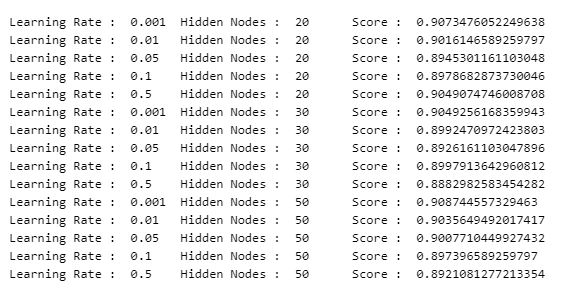 Learning Rate :  0.001  Hidden Nodes :  20      Score :  0.9073476052249638
Learning Rate :  0.01   Hidden Nodes :  20      Score :  0.9016146589259797
Learning Rate :  0.05   Hidden Nodes :  20      Score :  0.8945301161103048
Learning Rate :  0.1    Hidden Nodes :  20      Score :  0.8978682873730046
Learning Rate :  0.5    Hidden Nodes :  20      Score :  0.9049074746008708
Learning Rate :  0.001  Hidden Nodes :  30      Score :  0.9049256168359943
Learning Rate :  0.01   Hidden Nodes :  30      Score :  0.8992470972423803
Learning Rate :  0.05   Hidden Nodes :  30      Score :  0.8926161103047896
Learning Rate :  0.1    Hidden Nodes :  30      Score :  0.8997913642960812
Learning Rate :  0.5    Hidden Nodes :  30      Score :  0.8882982583454282
Learning Rate :  0.001  Hidden Nodes :  50      Score :  0.908744557329463
Learning Rate :  0.01   Hidden Nodes :  50      Score :  0.9035649492017417
Learning Rate :  0.05   Hidden Nodes :  50      Score :  0.9007710449927432
Learning Rate :  0.1    Hidden Nodes :  50      Score :  0.897396589259797
Learning Rate :  0.5    Hidden Nodes :  50      Score :  0.8921081277213354